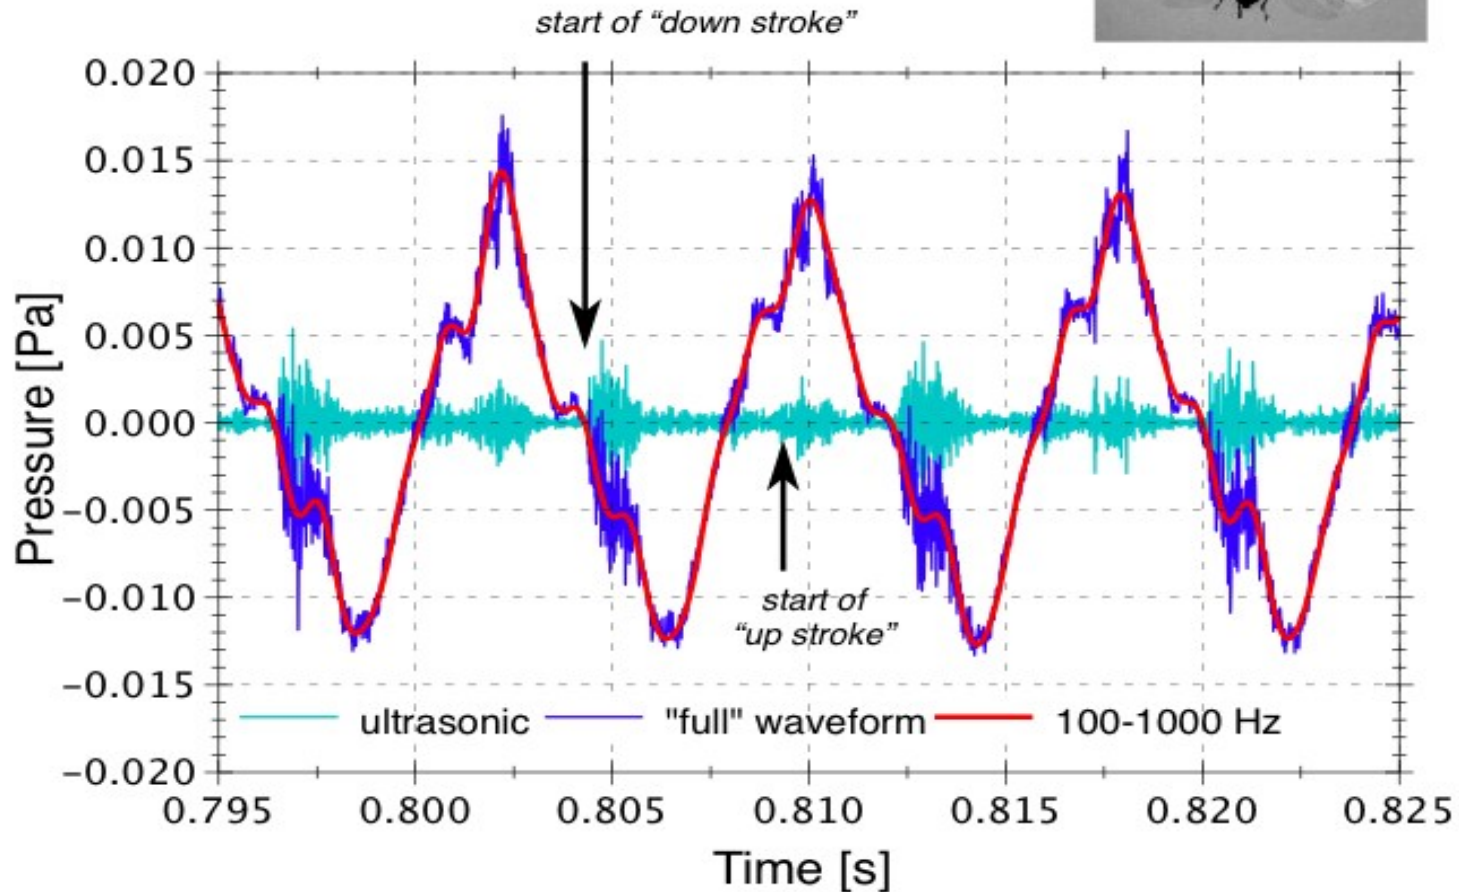 start of “down stroke”
0.020
0.015
0.010
0.005
0.000
−0.005
−0.010
−0.015
−0.020
Pressure [Pa]
start of
“up stroke”
ultrasonic "full" waveform 100-1000 Hz
0.795 0.800 0.805 0.810 0.815 0.820 0.825
Time [s]